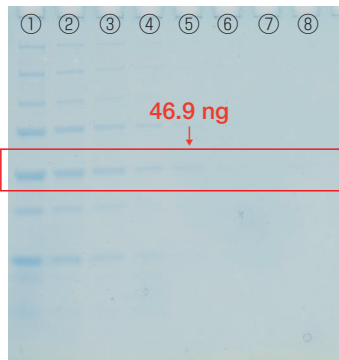 ① ② ③ ④ ⑤ ⑥ ⑦ ⑧
46.9 ng